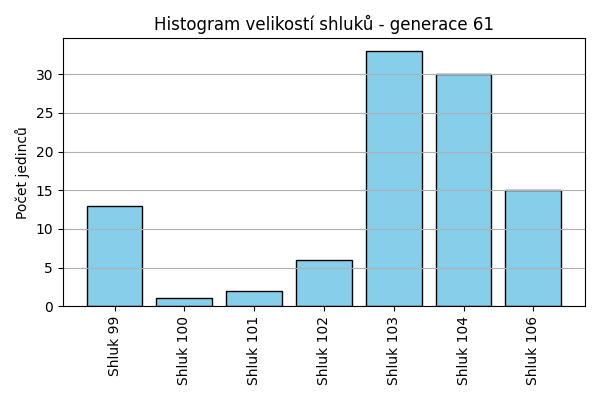 Histogram velikostí shluků - generace 61
Počet jedinců
30
25
20
15
10
5
0
Shluk 99
Shluk 100
Shluk 101
Shluk 102
Shluk 103
Shluk 104
Shluk 106